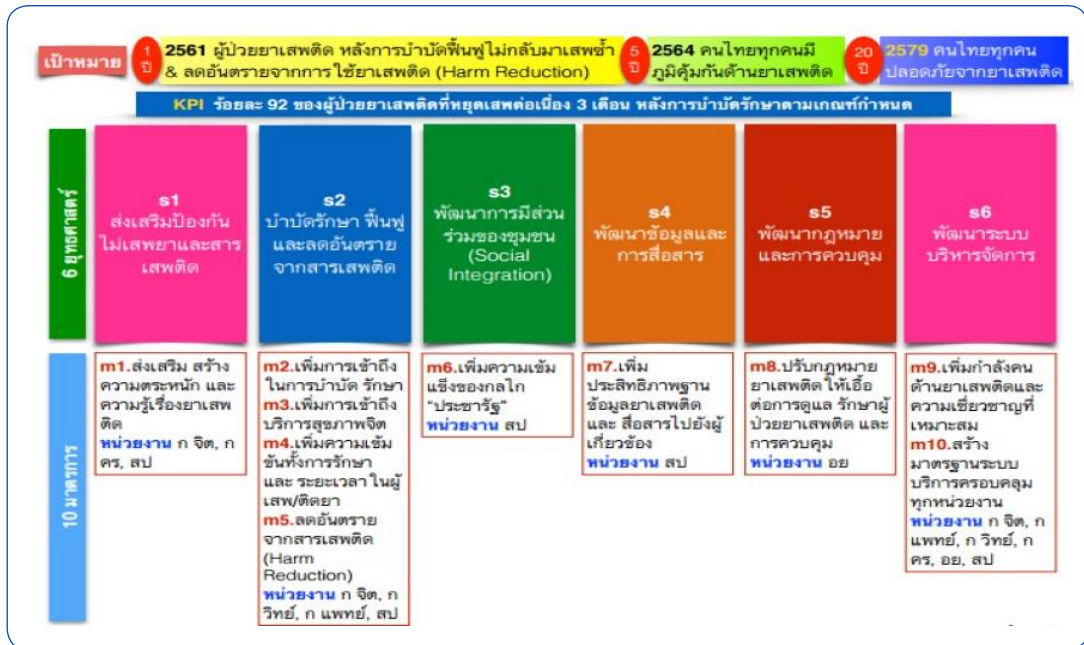 เป้าหมาย
1 ปี
2561 ผู้ป่วยยาเสพติด หลังการบำบัดฟื้นฟูไม่กลับมาเสพซ้ำ
& ลดอันตรายจากการใช้ยาเสพติด (Harm Reduction)
5 ปี
2564 คนไทยทุกคนมี
ภูมิคุ้มกันด้านยาเสพติด
20 ปี
2579 คนไทยทุกคน
ปลอดภัยจากยาเสพติด
KPI ร้อยละ 92 ของผู้ป่วยยาเสพติดที่หยุดเสพต่อเนื่อง 3 เดือน หลังการบำบัดรักษาตามเกณฑ์กำหนด
6 ยุทธศาสตร์
s1
ส่งเสริมป้องกัน
ไม่เสพยาและสาร
เสพติด
s2
บำบัดรักษา ฟื้นฟู
และลดอันตราย
จากสารเสพติด
s3
พัฒนาการมีส่วน
ร่วมของชุมชน
(Social
Integration)
s4
พัฒนาข้อมูลและ
การสื่อสาร
s5
พัฒนากฎหมาย
และการควบคุม
s6
พัฒนาระบบ
บริหารจัดการ
10 มาตรการ
m1.ส่งเสริม สร้าง
ความตระหนัก และ
ความรู้เรื่องยาเสพ
ติด
หน่วยงาน ก จิต, ก
คร, สป
m2.เพิ่มการเข้าถึง
ในการบำบัด รักษา
m3.เพิ่มการเข้าถึง
บริการสุขภาพจิต
m4.เพิ่มความเข้ม
ข้นทั้งการรักษา
และ ระยะเวลา ในผู้
เสพ/ติดยา
m5.ลดอันตราย
จากสารเสพติด
(Harm
Reduction)
หน่วยงาน ก จิต, ก
วิทย์, ก แพทย์, สป
m6.เพิ่มความเข้ม
แข็งของกลไก
“ประชารัฐ”
หน่วยงาน สป
m7.เพิ่ม
ประสิทธิภาพฐาน
ข้อมูลยาเสพติด
และ สื่อสารไปยังผู้
เกี่ยวข้อง
หน่วยงาน สป
m8.ปรับกฎหมาย
ยาเสพติด ให้เอื้อ
ต่อการดูแล รักษาผู้
ป่วยยาเสพติด และ
การควบคุม
หน่วยงาน อย
m9.เพิ่มกำลังคน
ด้านยาเสพติดและ
ความเชี่ยวชาญที่
เหมาะสม
m10.สร้าง
มาตรฐานระบบ
บริการครอบคลุม
ทุกหน่วยงาน
หน่วยงาน ก จิต, ก
แพทย์, ก วิทย์, ก
คร, อย, สป